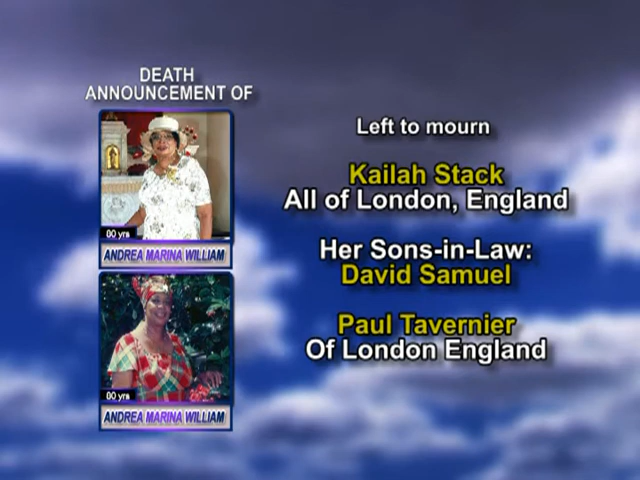 DEATH
ANNOUNCEMENT OF
00 yrs
ANDREA MARINA WILLIAM
00 yrs
ANDREA MARINA WILLIAM
Left to mourn
Kailah Stack
All of London, England
Her Sons-in-Law:
David Samuel
Paul Tavernier
Of London England